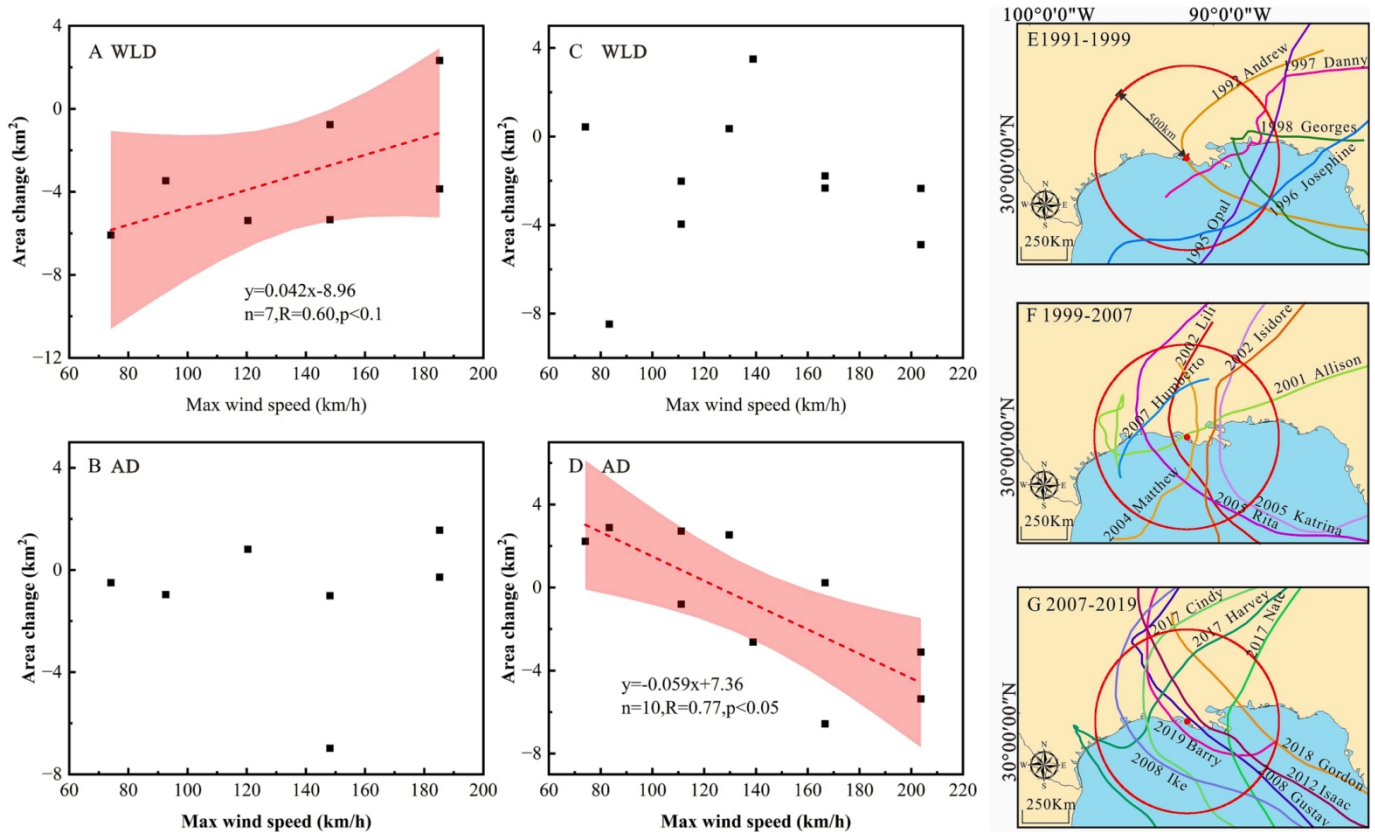 A WLD
Area change (km²)
4
0
−4
−8
−12
y=0.042x-8.96
n=7,R=0.60,p<0.1
60 80 100 120 140 160 180 200
Max wind speed (km/h)
C WLD
Area change (km²)
4
0
−4
−8
60 80 100 120 140 160 180 200 220
Max wind speed (km/h)
B AD
Area change (km²)
4
0
−4
−8
60 80 100 120 140 160 180 200
Max wind speed (km/h)
D AD
Area change (km²)
4
0
−4
−8
y=-0.059x+7.36
n=10,R=0.77,p<0.05
60 80 100 120 140 160 180 200 220
Max wind speed (km/h)
100°0′0″W 90°0′0″W
E1991-1999
1992 Andrew
1997 Danny
500km
1998 Georges
1996 Josephine
1995 Opal
30°0′00″N
N
W E
S
250Km
F 1999-2007
2002 Lili
2002 Isidore
2001 Allison
2007 Humberto
2004 Matthew
2005 Rita
2005 Katrina
30°0′00″N
N
W E
S
250Km
G 2007-2019
2017 Cindy
2017 Harvey
2017 Nate
2019 Barry
2008 Ike
2018 Gordon
2012 Isaac
2008 Gustav
30°0′00″N
N
W E
S
250Km